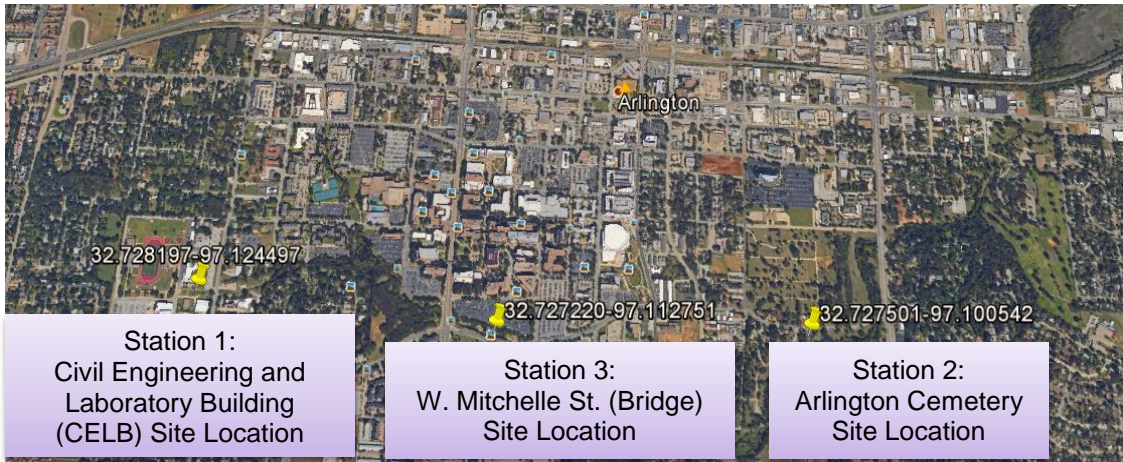 Arlington
32.728197-97.124497
32.727220-97.112751...
32.727501-97.100542
Station 1:
Civil Engineering and
Laboratory Building
(CELB) Site Location
Station 3:
W. Mitchelle St. (Bridge)
Site Location
Station 2:
Arlington Cemetery
Site Location